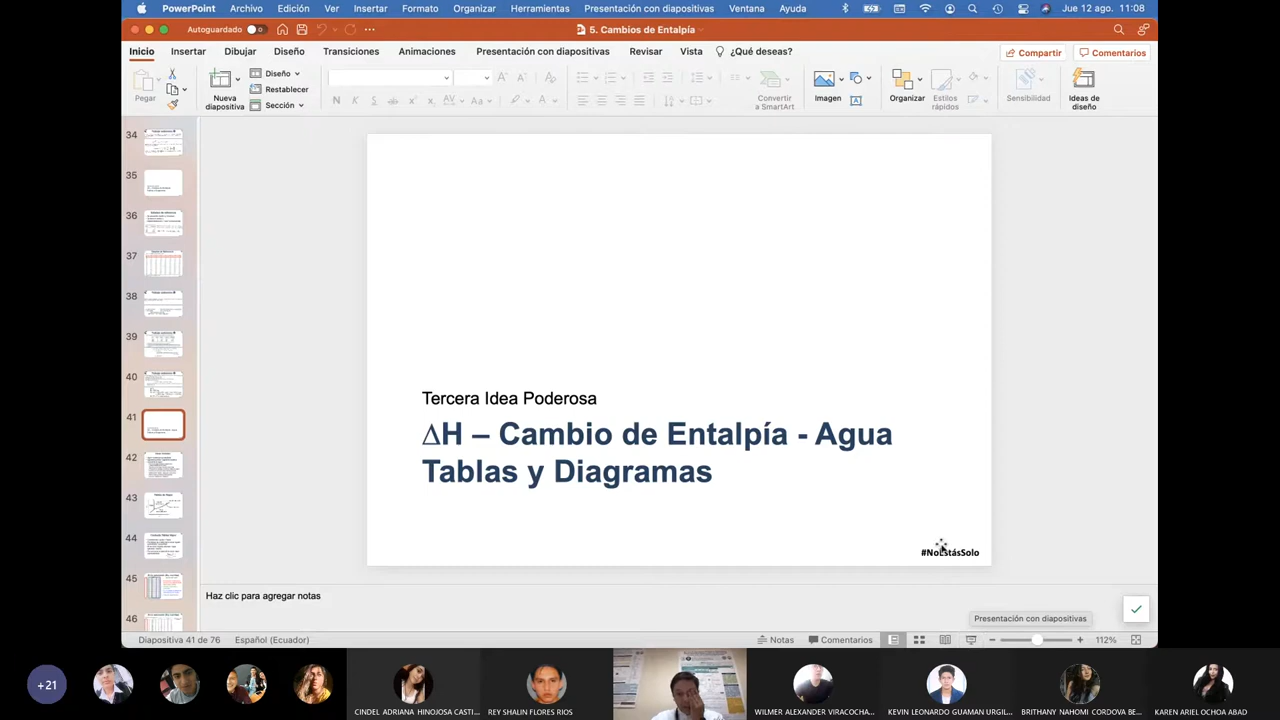 PowerPoint Archivo Edición Ver Insertar Formato Organizar Herramientas Presentación con diapositivas Ventana Ayuda Jue 12 ago. 11:08
Autoguardado 5. Cambios de Entalpía
Inicio Insertar Dibujar Diseño Transiciones Animaciones Presentación con diapositivas Revisar Vista ¿Qué deseas? Compartir Comentarios
Pegar
Nueva diapositiva
Diseño
Restablecer
Sección
Convertir a SmartArt
Imagen
Organizar
Estilos rápidos
Sensibilidad
Ideas de diseño
34
35
36
37
38
39
40
41
42
43
44
45
46
Tercera Idea Poderosa
∆H – Cambio de Entalpía - Agua
Tablas y Diagramas
#NoEstásSolo
Haz clic para agregar notas
Presentación con diapositivas
Diapositiva 41 de 76 Español (Ecuador) Notas Comentarios 112%
+21
CINDEL ADRIANA HINOJOSA CASTI...
REY SHALIN FLORES RIOS
WILMER ALEXANDER VIRACOCHA...
KEVIN LEONARDO GUAMAN URGIL...
BRITHANY NAHOMI CORDOVA BE...
KAREN ARIEL OCHOA ABAD